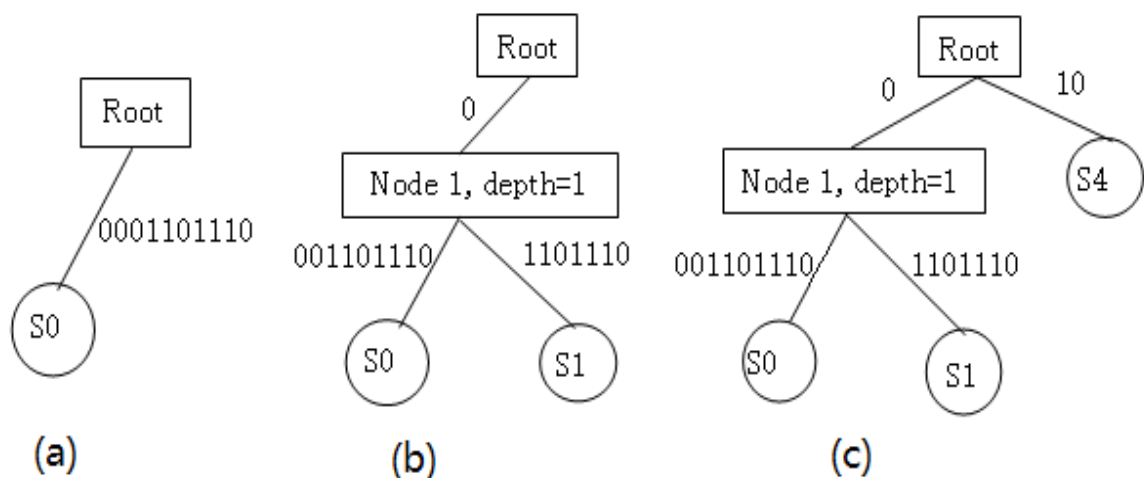 Root
0001101110
S0
(a)
Root
0
Node 1, depth=1
001101110
1101110
S0
S1
(b)
Root
0
10
Node 1, depth=1
S4
001101110
1101110
S0
S1
(c)